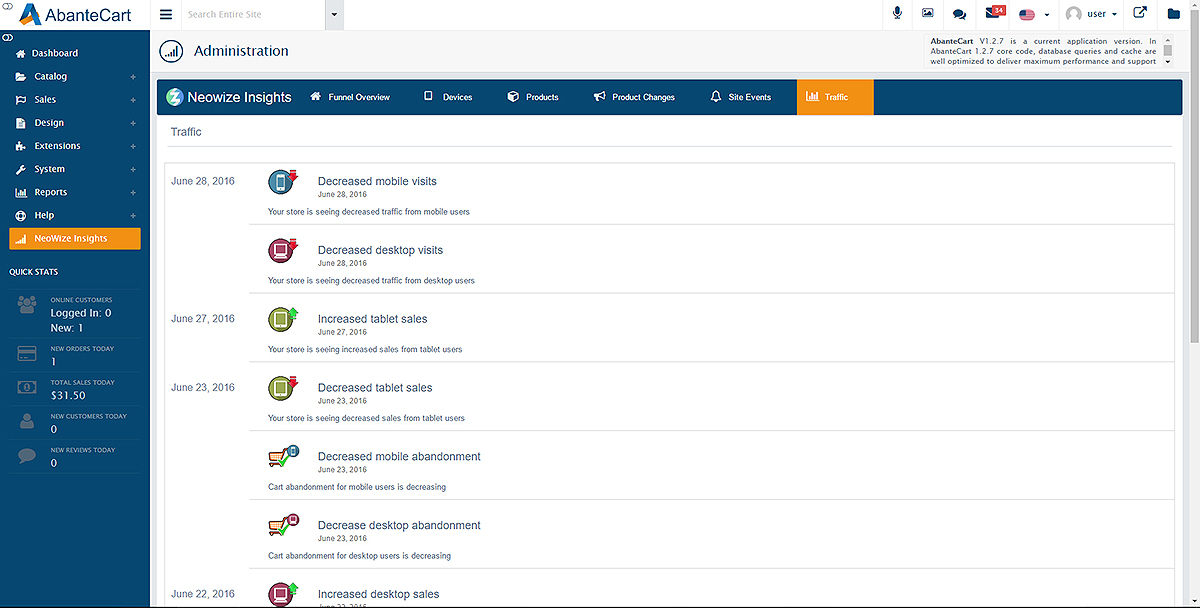 AbanteCart
Search Entire Site
34
user
Dashboard
Catalog
Sales
Design
Extensions
System
Reports
Help
NeoWize Insights
QUICK STATS
ONLINE CUSTOMERS
Logged In: 0
New: 1
NEW ORDERS TODAY
1
TOTAL SALES TODAY
$31.50
NEW CUSTOMERS TODAY
0
NEW REVIEWS TODAY
0
Administration
AbanteCart V1.2.7 is a current application version. In
AbanteCart 1.2.7 core code, database queries and cache are
well optimized to deliver maximum performance and support
Neowize Insights
Funnel Overview
Devices
Products
Product Changes
Site Events
Traffic
Traffic
June 28, 2016
Decreased mobile visits
June 28, 2016
Your store is seeing decreased traffic from mobile users
Decreased desktop visits
June 28, 2016
Your store is seeing decreased traffic from desktop users
June 27, 2016
Increased tablet sales
June 27, 2016
Your store is seeing increased sales from tablet users
June 23, 2016
Decreased tablet sales
June 23, 2016
Your store is seeing decreased sales from tablet users
Decreased mobile abandonment
June 23, 2016
Cart abandonment for mobile users is decreasing
Decrease desktop abandonment
June 23, 2016
Cart abandonment for desktop users is decreasing
June 22, 2016
Increased desktop sales
June 22, 2016